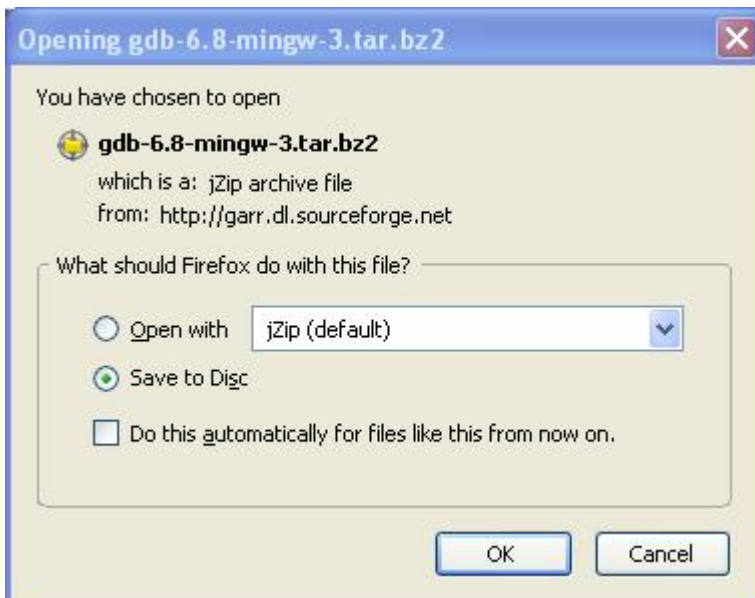 Opening gdb-6.8-mingw-3.tar.bz2
You have chosen to open
gdb-6.8-mingw-3.tar.bz2
which is a: jZip archive file
from: http://garr.dl.sourceforge.net
What should Firefox do with this file?
Open with jZip (default)
Save to Disc
Do this automatically for files like this from now on.
OK Cancel